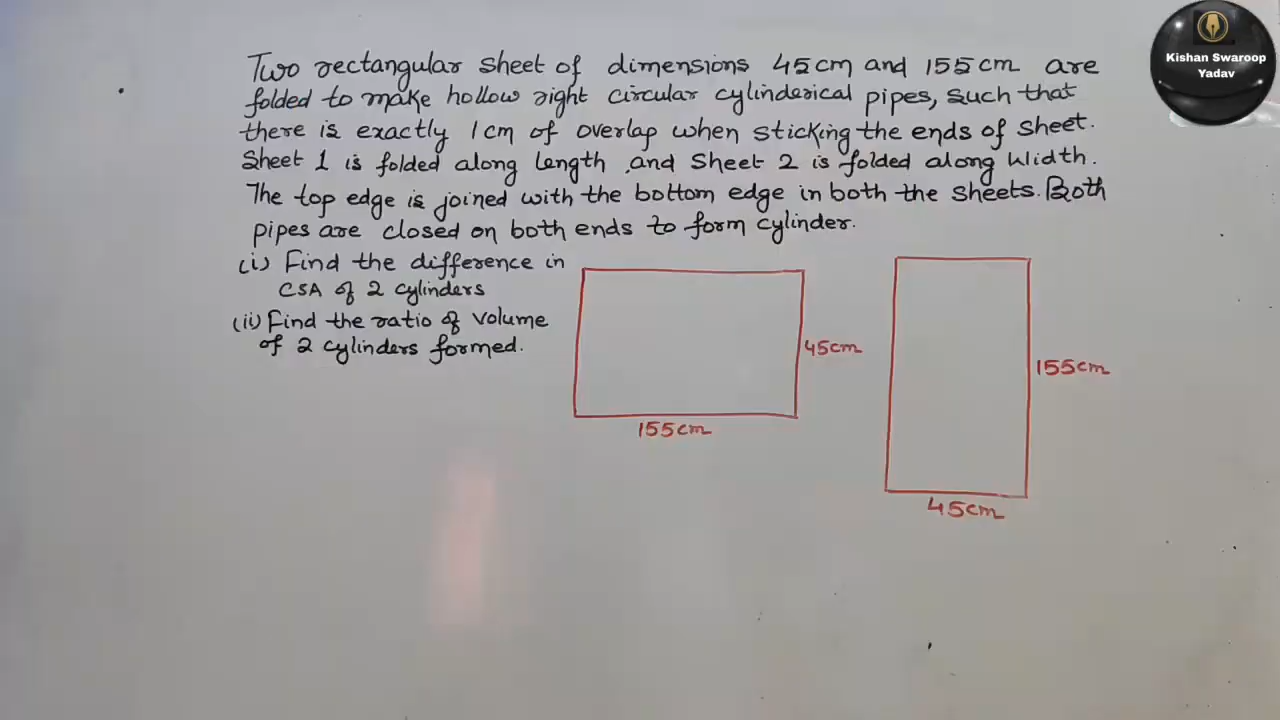 Two rectangular sheet of dimensions 45cm and 155cm are
folded to make hollow right circular cylinderical pipes, such that
there is exactly 1cm of overlap when sticking the ends of sheet.
Sheet 1 is folded along length, and Sheet 2 is folded along width.
The top edge is joined with the bottom edge in both the sheets. Both
pipes are closed on both ends to form cylinder.
(i) Find the difference in
CSA of 2 cylinders
(ii) Find the ratio of volume
of 2 cylinders formed.
45cm
155cm
155cm
45cm
Kishan Swaroop
Yadav